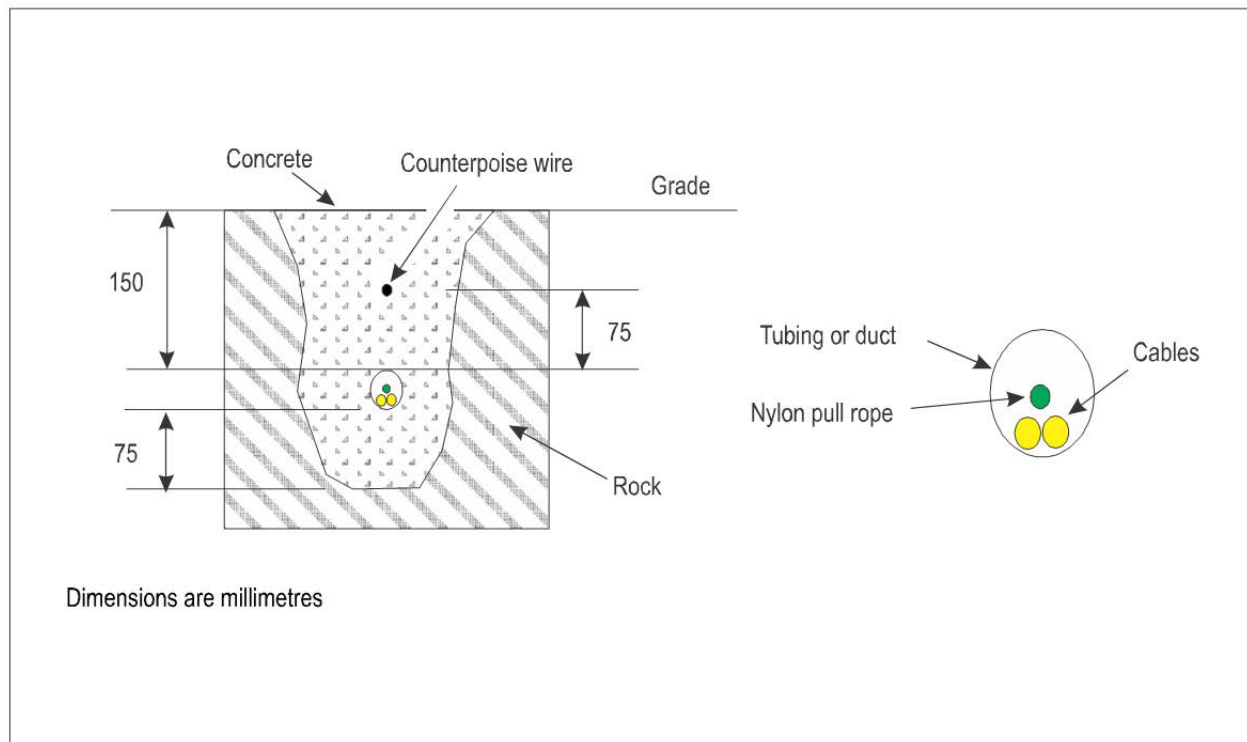 Concrete
Counterpoise wire
Grade
150
75
75
Rock
Tubing or duct
Cables
Nylon pull rope
Dimensions are millimetres